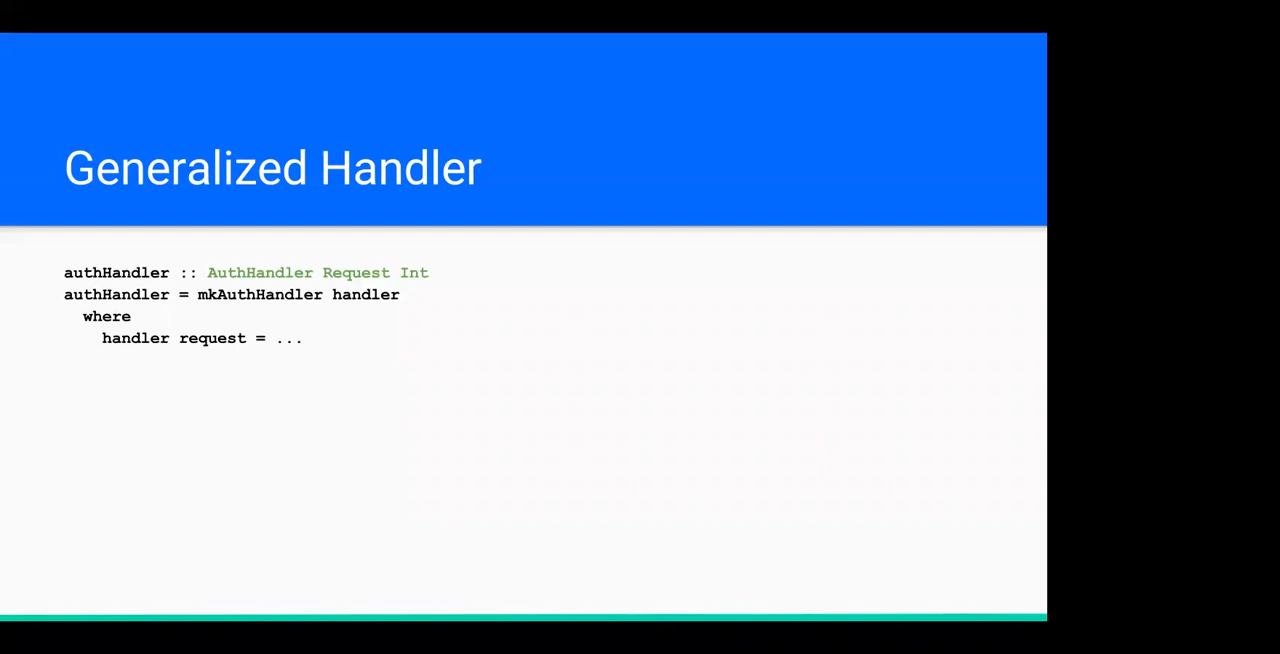 Generalized Handler
authHandler :: AuthHandler Request Int
authHandler = mkAuthHandler handler
  where
    handler request = ...